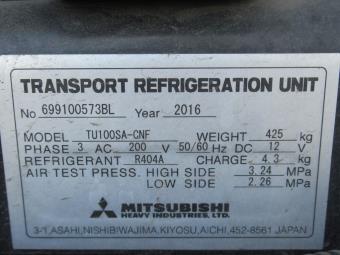 TRANSPORT REFRIGERATION UNIT
No 699100573BL Year 2016
MODEL TU100SA-CNF WEIGHT 425 kg
PHASE 3 AC 200 V 50/60 Hz DC 12 V
REFRIGERANT R404A CHARGE 4.3 kg
AIR TEST PRESS. HIGH SIDE 3.24 MPa
LOW SIDE 2.26 MPa
MITSUBISHI
HEAVY INDUSTRIES, LTD.
3-1, ASAHI, NISHIBIWAJIMA, KIYOSU, AICHI, 452-8561 JAPAN